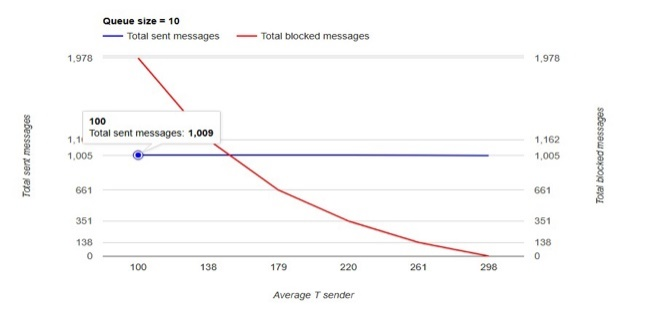 Queue size = 10
Total sent messages Total blocked messages
1,978 1,978
100
Total sent messages: 1,009
1,162
1,005 1,005
661 661
351 351
138 138
0 0
100 138 179 220 261 298
Average T sender
Total sent messages
Total blocked messages